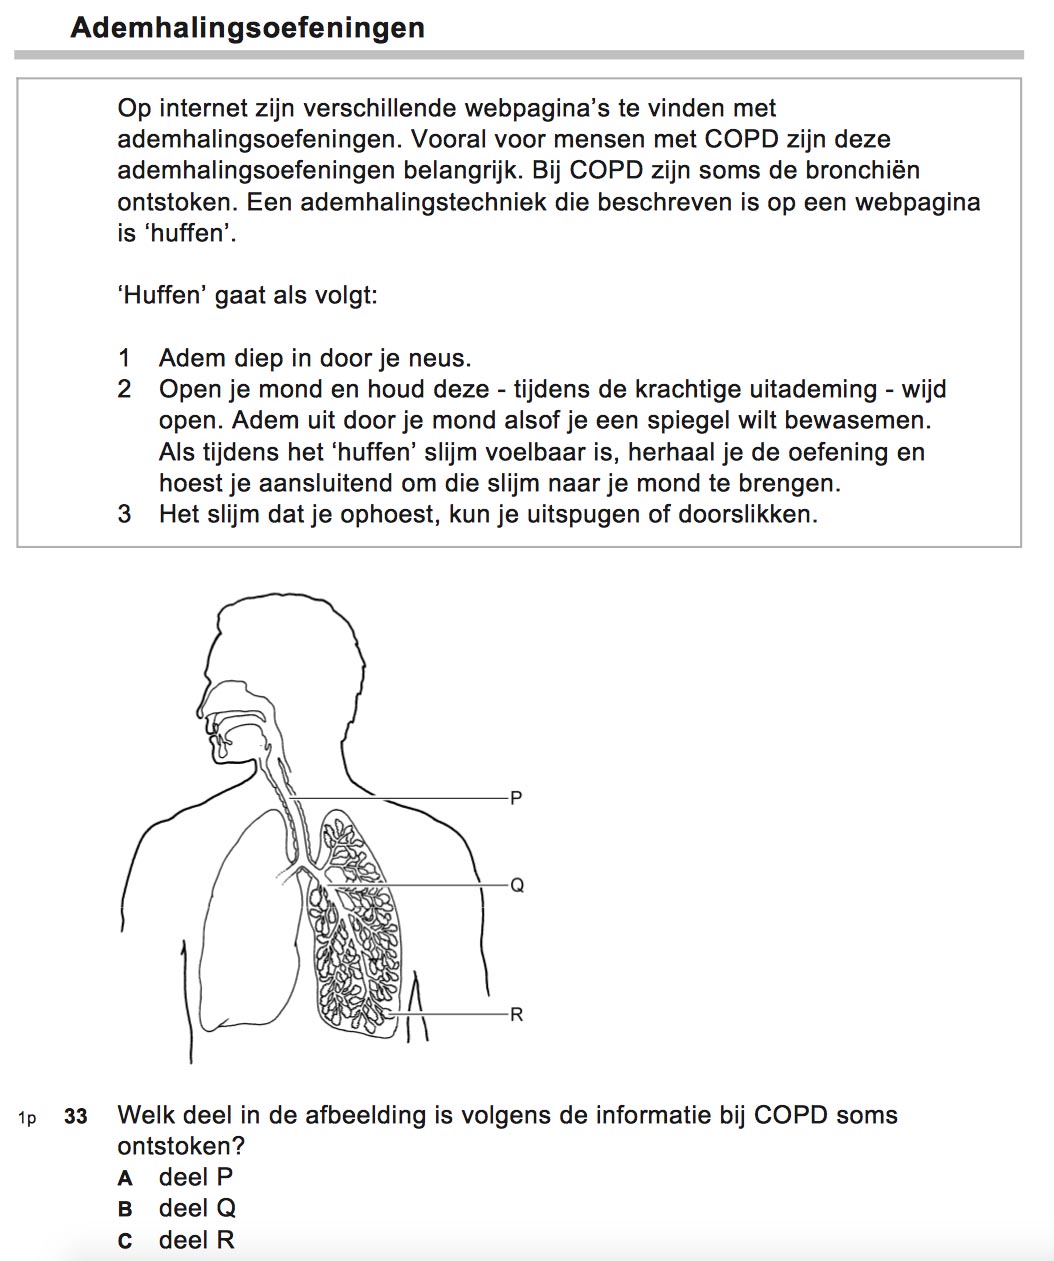 Ademhalingsoefeningen
Op internet zijn verschillende webpagina’s te vinden met
ademhalingsoefeningen. Vooral voor mensen met COPD zijn deze
ademhalingsoefeningen belangrijk. Bij COPD zijn soms de bronchiën
ontstoken. Een ademhalingstechniek die beschreven is op een webpagina
is ‘huffen’.
‘Huffen’ gaat als volgt:
1 Adem diep in door je neus.
2 Open je mond en houd deze - tijdens de krachtige uitademing - wijd
open. Adem uit door je mond alsof je een spiegel wilt bewasemen.
Als tijdens het ‘huffen’ slijm voelbaar is, herhaal je de oefening en
hoest je aansluitend om die slijm naar je mond te brengen.
3 Het slijm dat je ophoest, kun je uitspugen of doorslikken.
P
Q
R
1p 33 Welk deel in de afbeelding is volgens de informatie bij COPD soms
ontstoken?
A deel P
B deel Q
C deel R